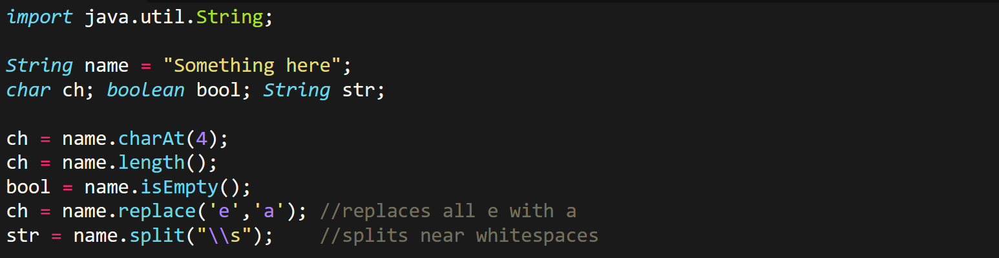 import java.util.String;
String name = "Something here";
char ch; boolean bool; String str;
ch = name.charAt(4);
ch = name.length();
bool = name.isEmpty();
ch = name.replace('e','a'); //replaces all e with a
str = name.split("\\s");    //splits near whitespaces